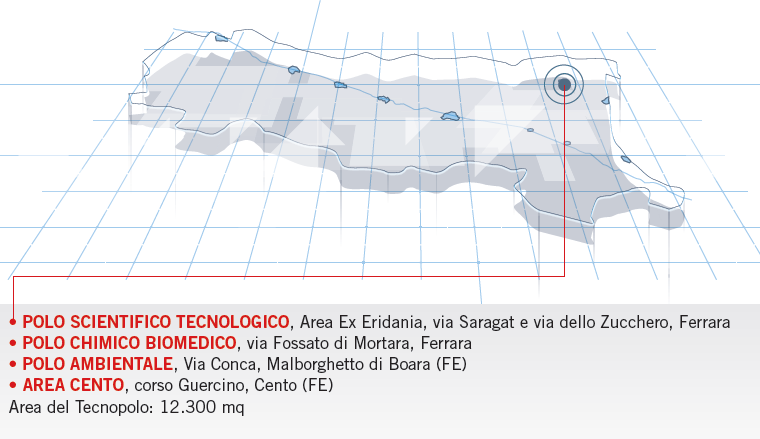 • POLO SCIENTIFICO TECNOLOGICO, Area Ex Eridania, via Saragat e via dello Zucchero, Ferrara
• POLO CHIMICO BIOMEDICO, via Fossato di Mortara, Ferrara
• POLO AMBIENTALE, Via Conca, Malborghetto di Boara (FE)
• AREA CENTO, corso Guercino, Cento (FE)
Area del Tecnopolo: 12.300 mq